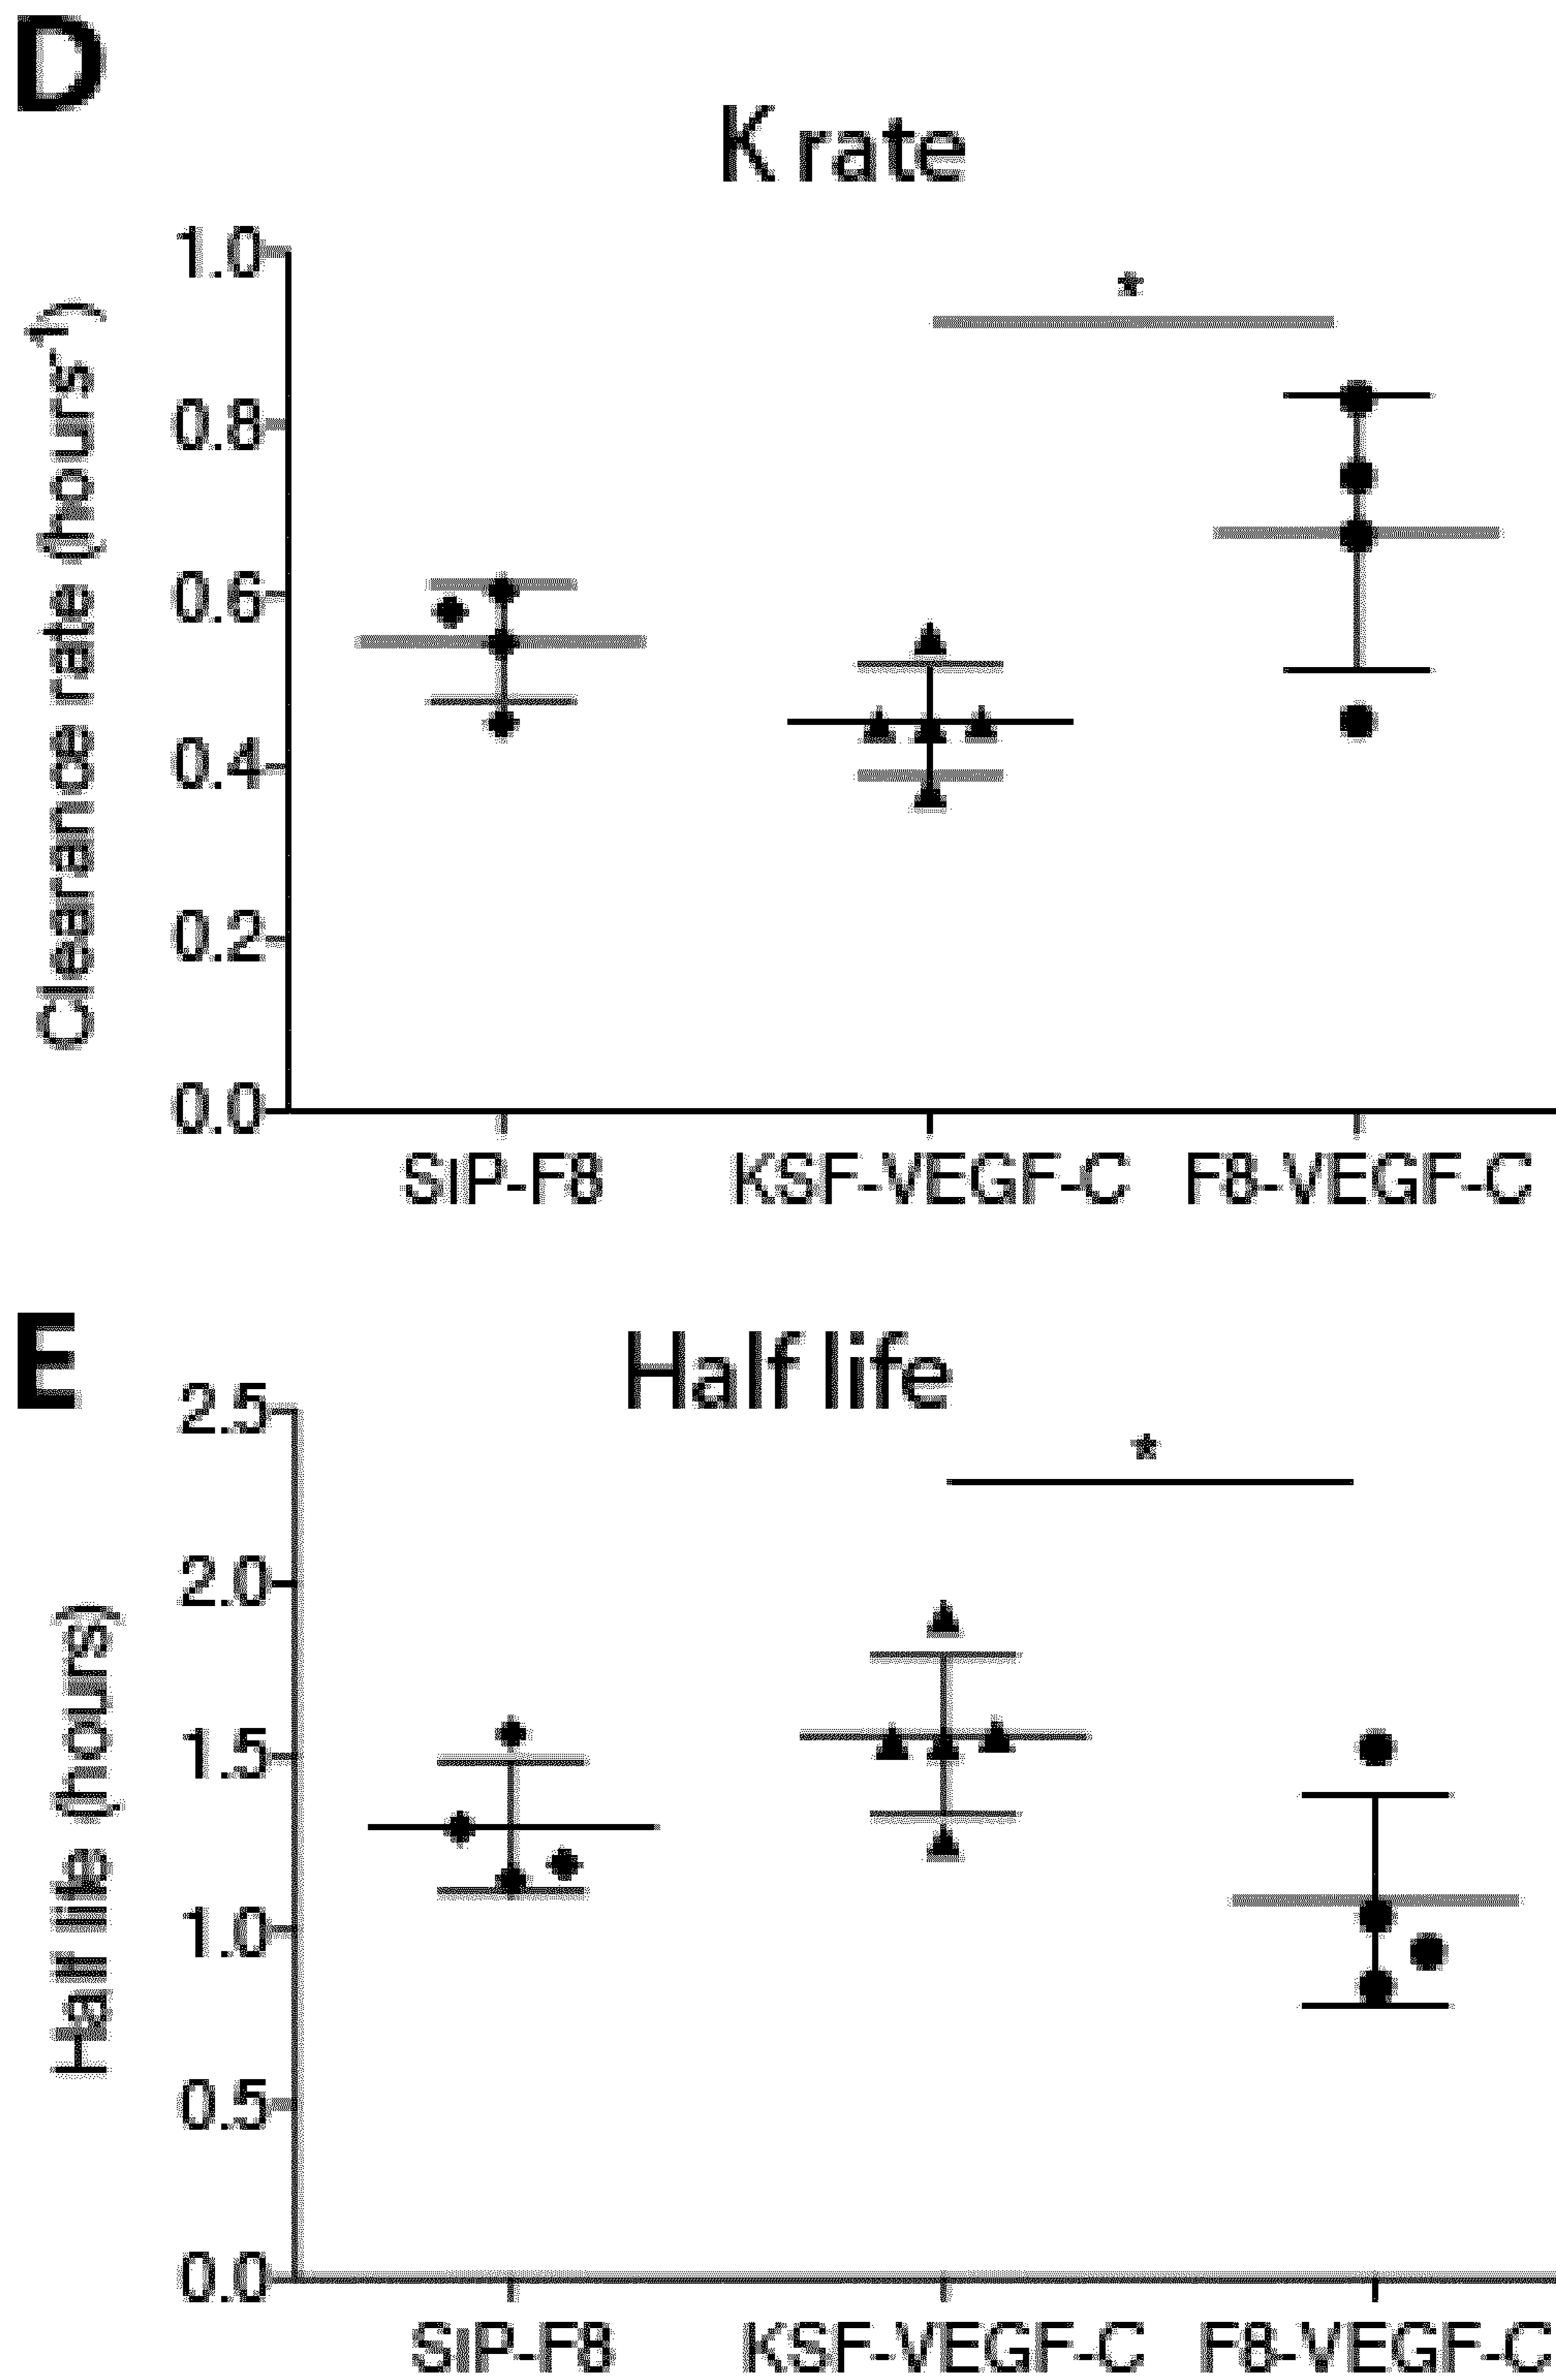 D
K rate
1.0
*
0.8
0.6
0.4
0.2
0.0
Clearance rate (hours⁻¹)
SIP-F8 KSF-VEGF-C F8-VEGF-C
E
Half life
2.5
*
2.0
1.5
1.0
0.5
0.0
Half life (hours)
SIP-F8 KSF-VEGF-C F8-VEGF-C